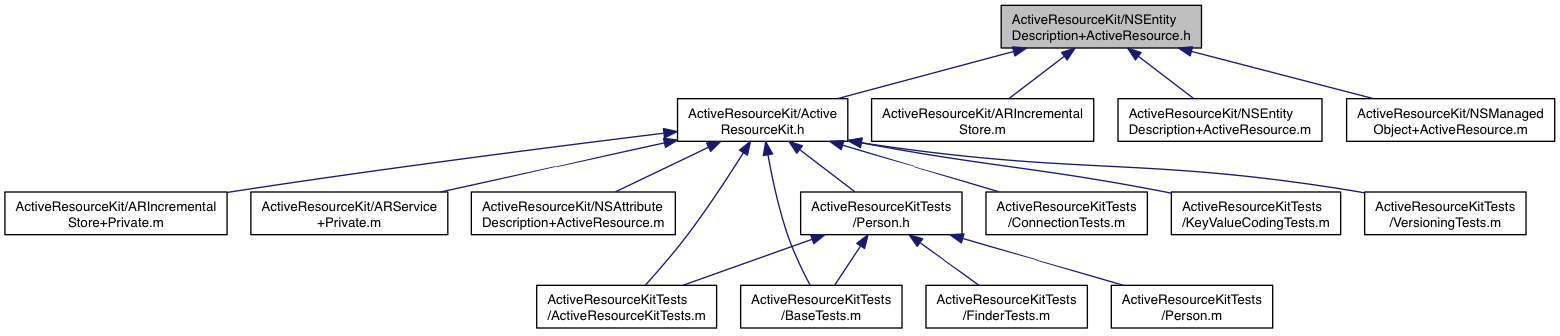 ActiveResourceKit/NSEntity
Description+ActiveResource.h
ActiveResourceKit/Active
ResourceKit.h
ActiveResourceKit/ARIncremental
Store.m
ActiveResourceKit/NSEntity
Description+ActiveResource.m
ActiveResourceKit/NSManaged
Object+ActiveResource.m
ActiveResourceKit/ARIncremental
Store+Private.m
ActiveResourceKit/ARService
+Private.m
ActiveResourceKit/NSAttribute
Description+ActiveResource.m
ActiveResourceKitTests
/Person.h
ActiveResourceKitTests
/ConnectionTests.m
ActiveResourceKitTests
/KeyValueCodingTests.m
ActiveResourceKitTests
/VersioningTests.m
ActiveResourceKitTests
/ActiveResourceKitTests.m
ActiveResourceKitTests
/BaseTests.m
ActiveResourceKitTests
/FinderTests.m
ActiveResourceKitTests
/Person.m